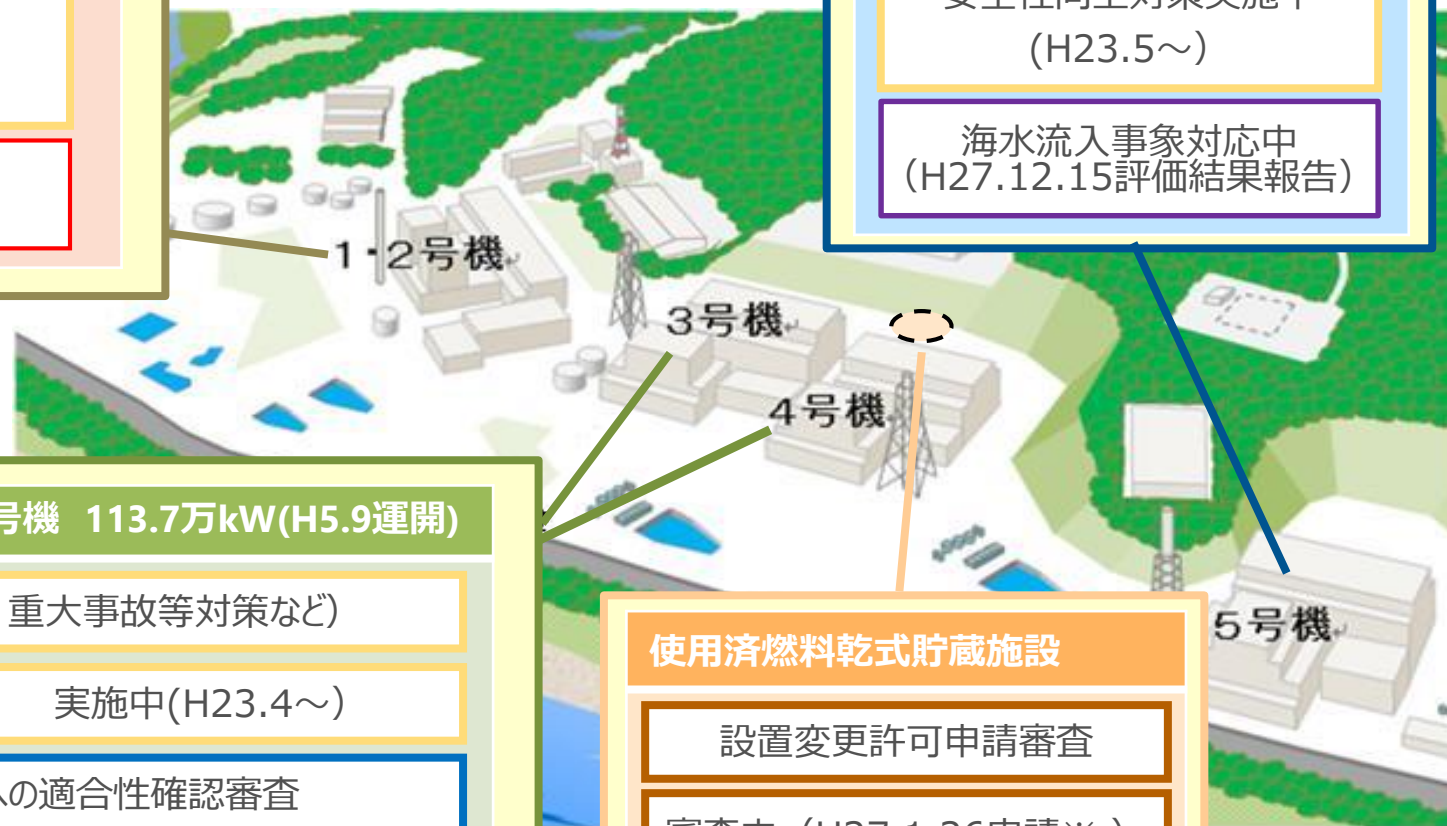 (H23.5～)
海水流入事象対応中
（H27.12.15評価結果報告）
1・2号機
3号機
4号機
5号機
号機 113.7万kW(H5.9運開)
重大事故等対策など)
実施中(H23.4～)
の適合性確認審査
使用済燃料乾式貯蔵施設
設置変更許可申請審査